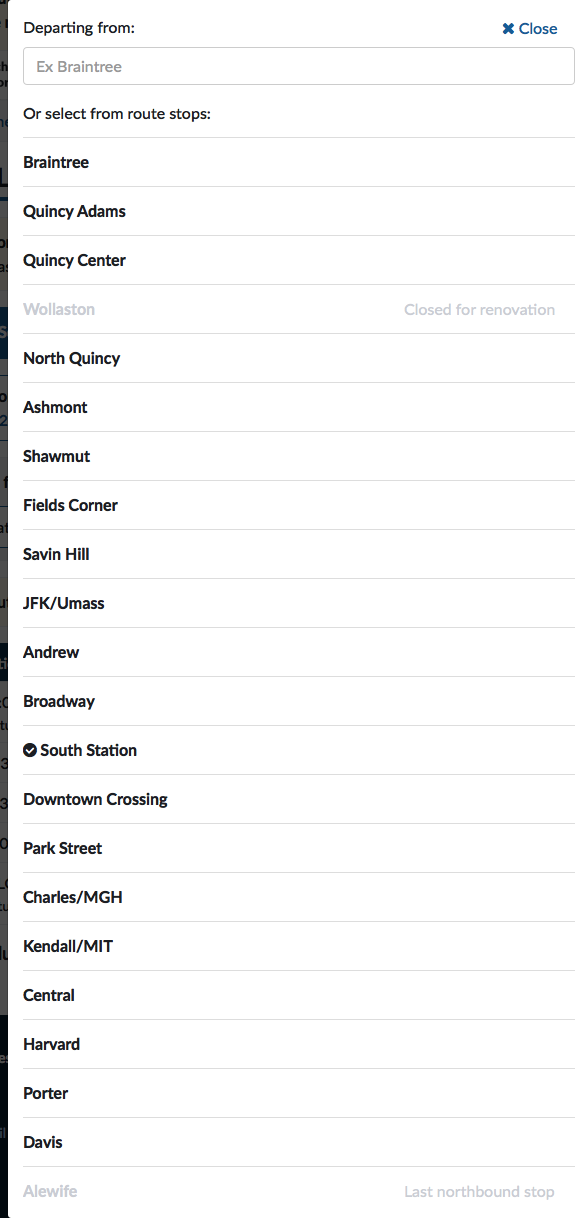 Departing from:
✖ Close
Ex Braintree
Or select from route stops:
Braintree
Quincy Adams
Quincy Center
Wollaston Closed for renovation
North Quincy
Ashmont
Shawmut
Fields Corner
Savin Hill
JFK/Umass
Andrew
Broadway
South Station
Downtown Crossing
Park Street
Charles/MGH
Kendall/MIT
Central
Harvard
Porter
Davis
Alewife Last northbound stop